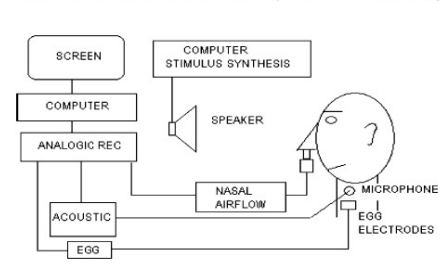 SCREEN
COMPUTER
STIMULUS SYNTHESIS
COMPUTER
SPEAKER
ANALOGIC REC
NASAL
AIRFLOW
MICROPHONE
ACOUSTIC
EGG
ELECTRODES
EGG